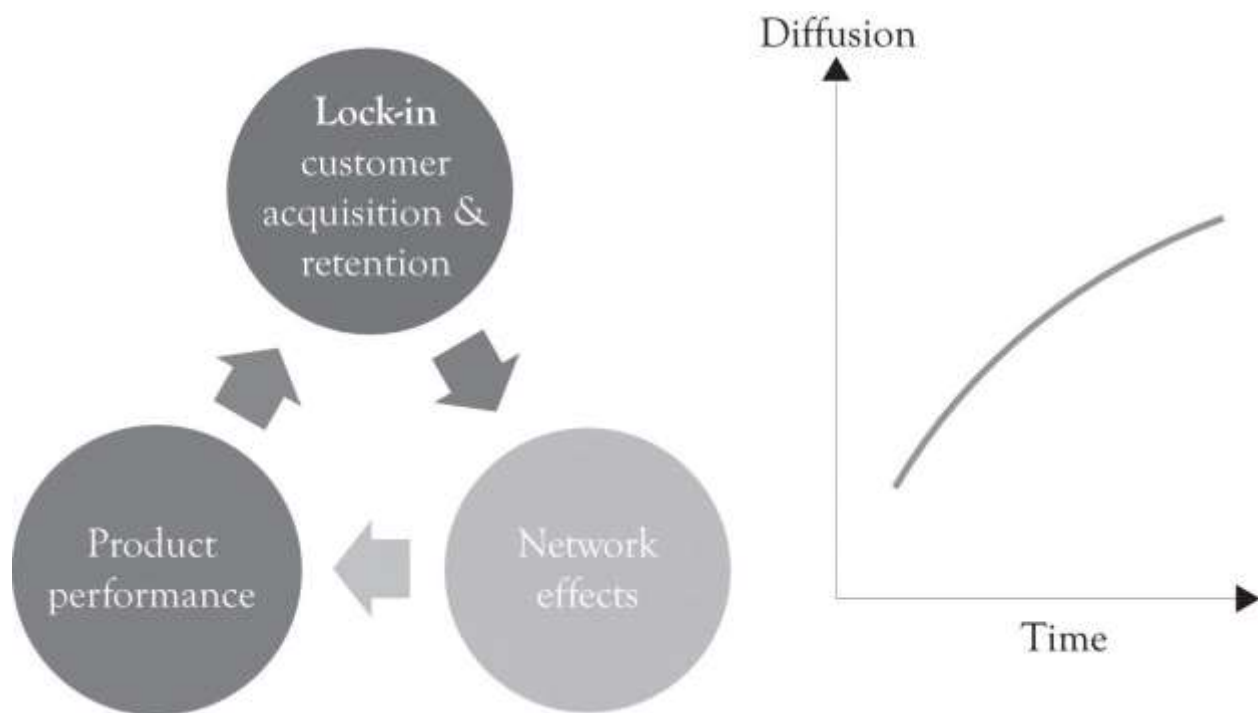 Lock-in
customer
acquisition &
retention
Product
performance
Network
effects
Diffusion
Time